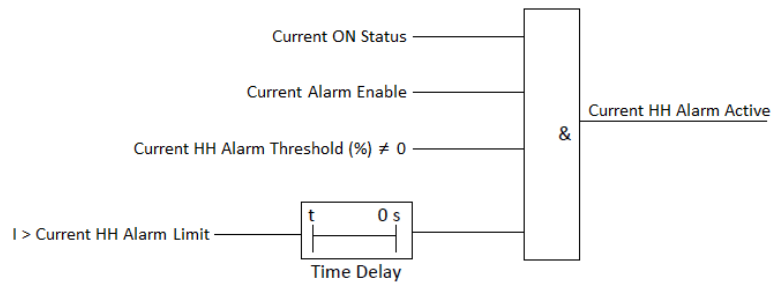 Current ON Status
Current Alarm Enable
Current HH Alarm Active
&
Current HH Alarm Threshold (%) ≠ 0
t 0 s
I > Current HH Alarm Limit
Time Delay